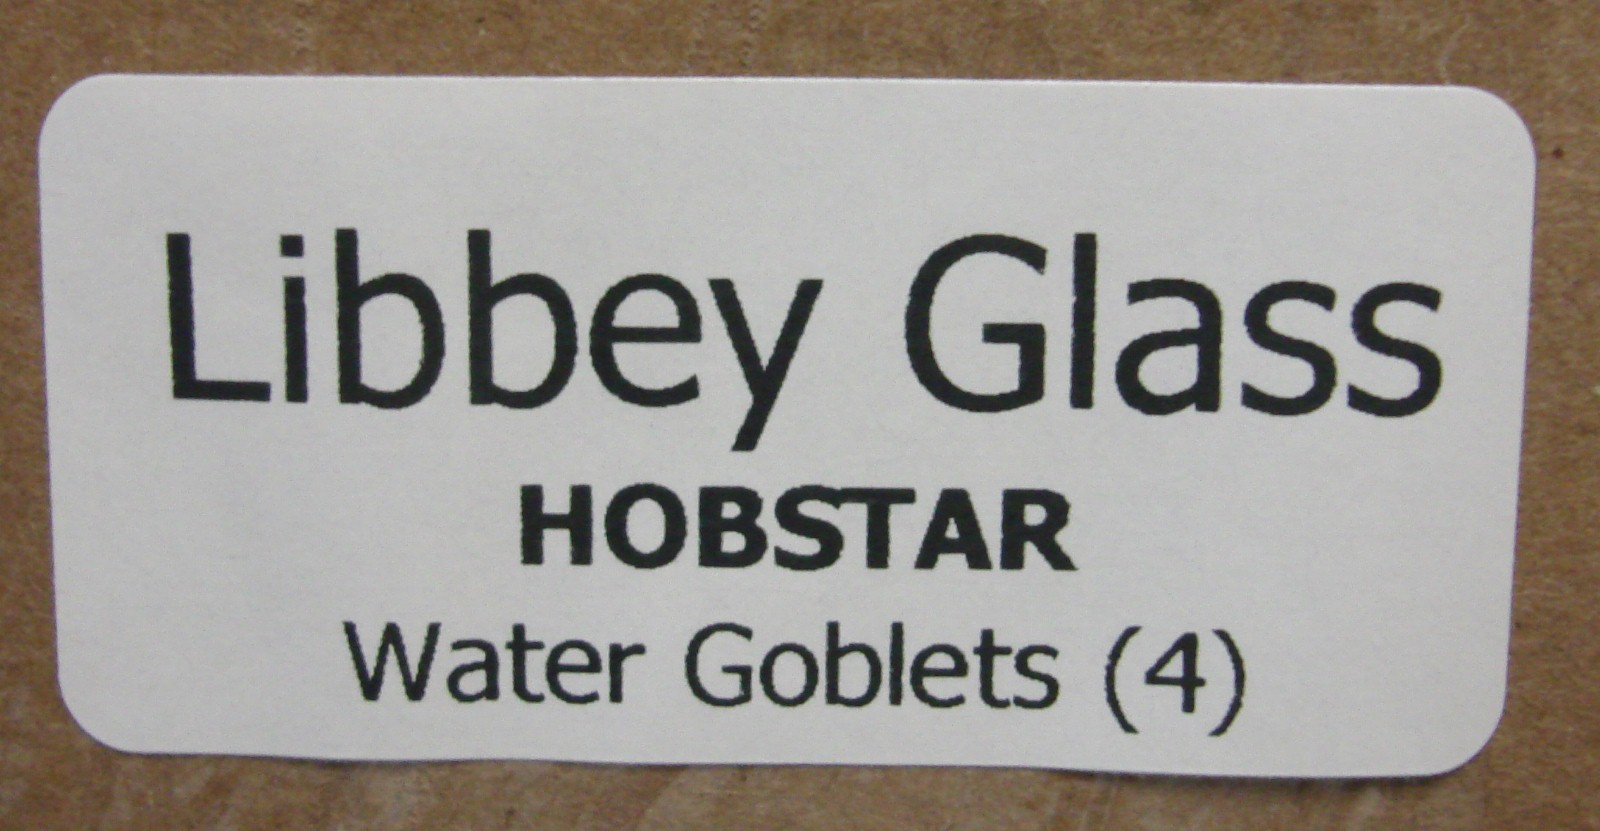 Libbey Glass
HOBSTAR
Water Goblets (4)